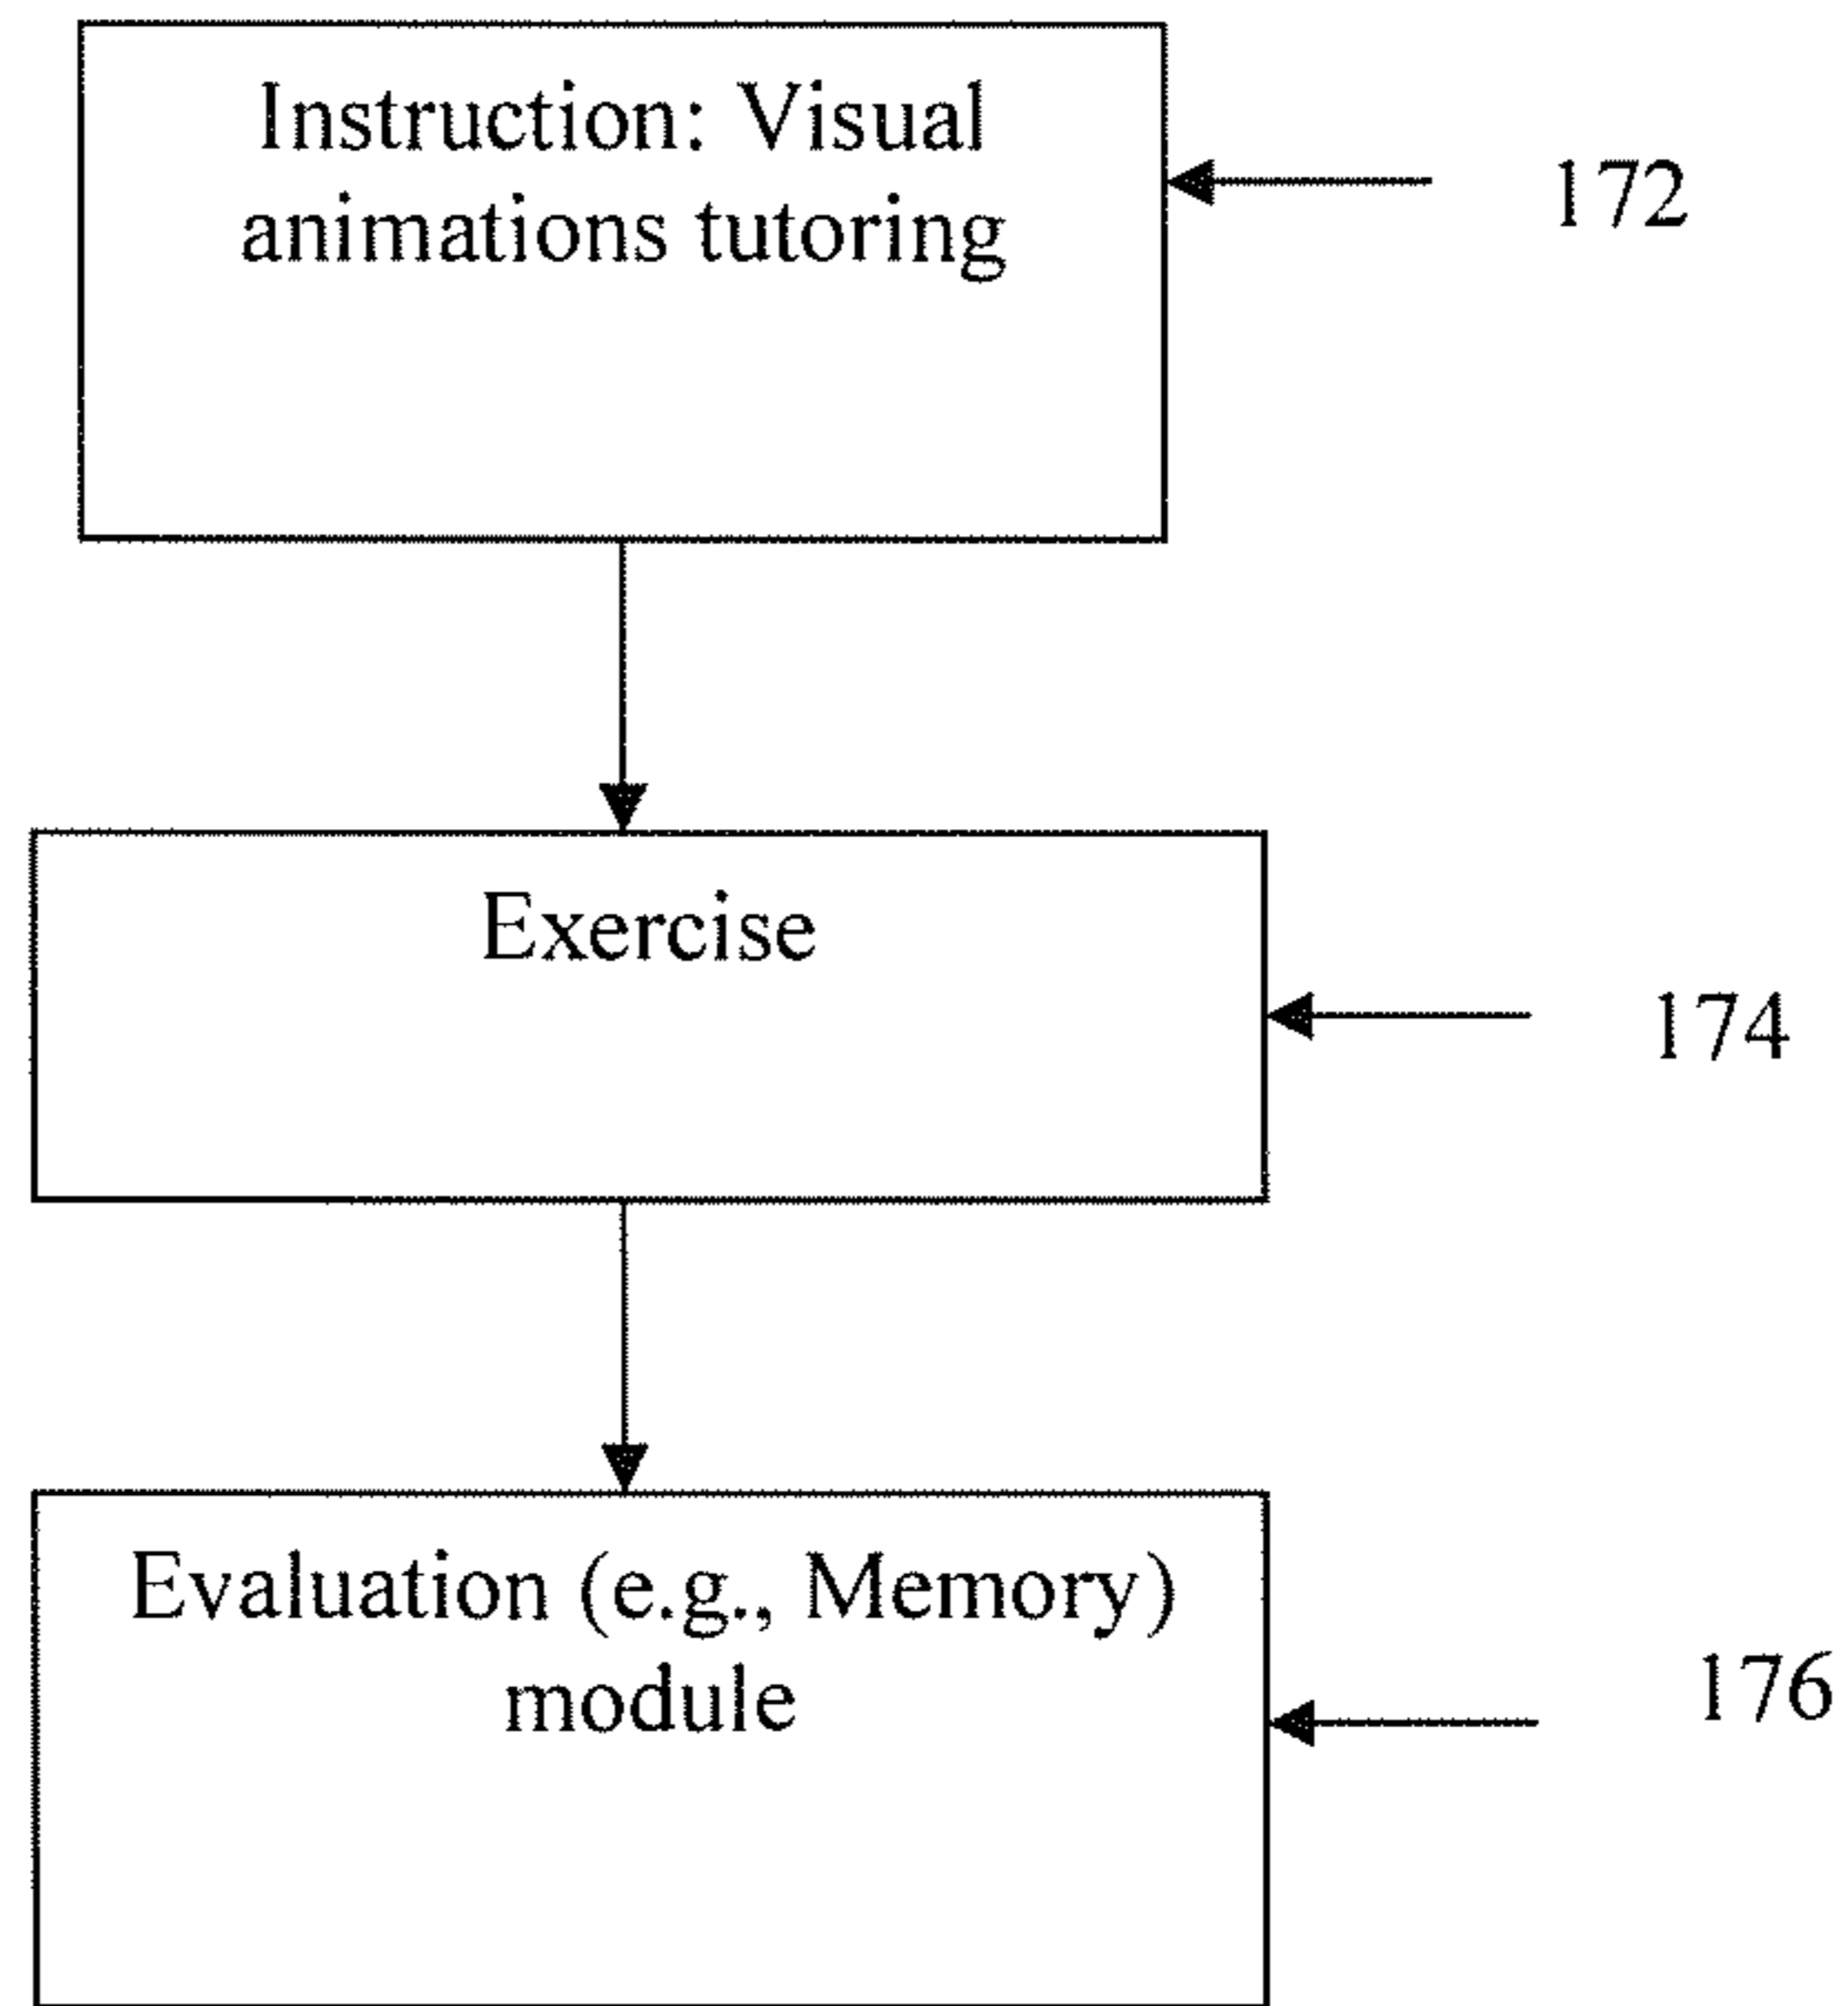 Instruction: Visual
animations tutoring
172
Exercise
174
Evaluation (e.g., Memory)
module
176